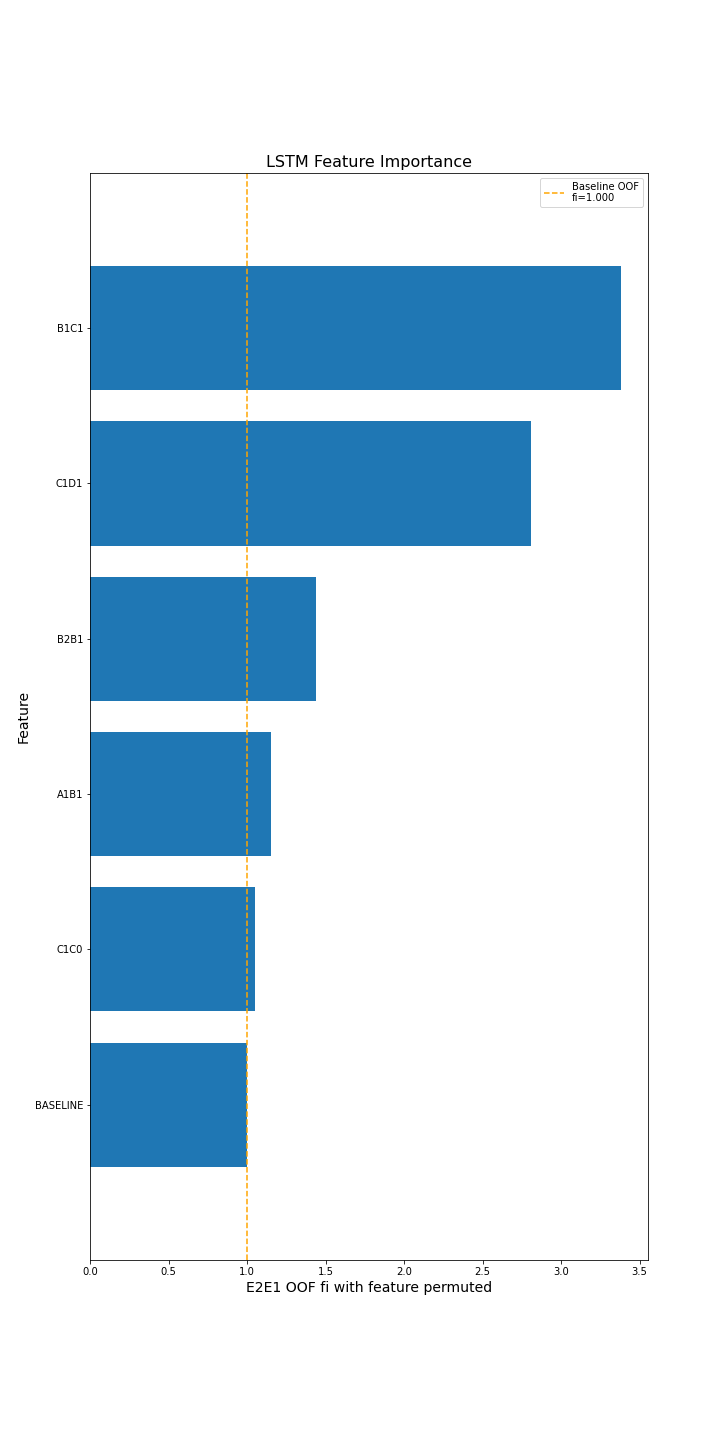 LSTM Feature Importance
Baseline OOF
fi=1.000
B1C1
C1D1
B2B1
A1B1
C1C0
BASELINE
Feature
0.0 0.5 1.0 1.5 2.0 2.5 3.0 3.5
E2E1 OOF fi with feature permuted